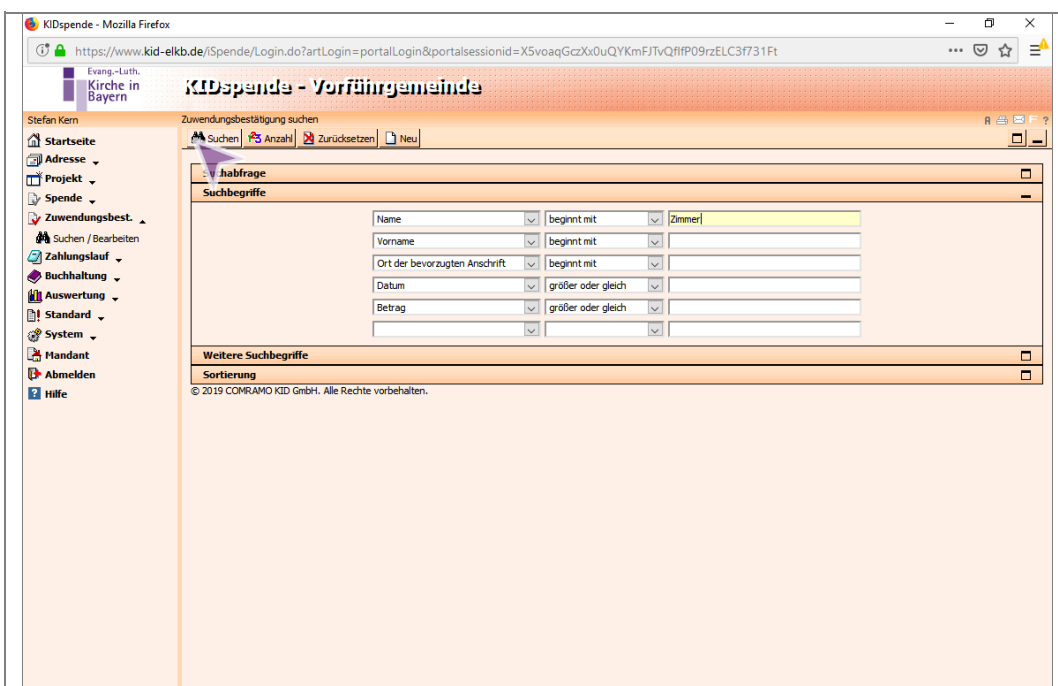 KIDspende - Mozilla Firefox
https://www.kid-elkb.de/iSpende/Login.do?artLogin=portalLogin&portalsessionid=X5voaqGczXx0uQYKmFJTvQflfP09rzELC3f731Ft
Evang.-Luth.
Kirche in
Bayern
KIDspende - Vorführgemeinde
Stefan Kern
Zuwendungsbestätigung suchen
Suchen Anzahl Zurücksetzen Neu
Startseite
Adresse
Projekt
Spende
Zuwendungsbest.
Suchen / Bearbeiten
Zahlungslauf
Buchhaltung
Auswertung
Standard
System
Mandant
Abmelden
Hilfe
Suchabfrage
Suchbegriffe
Name beginnt mit Zimmer
Vorname beginnt mit
Ort der bevorzugten Anschrift beginnt mit
Datum größer oder gleich
Betrag größer oder gleich
Weitere Suchbegriffe
Sortierung
© 2019 COMRAMO KID GmbH. Alle Rechte vorbehalten.